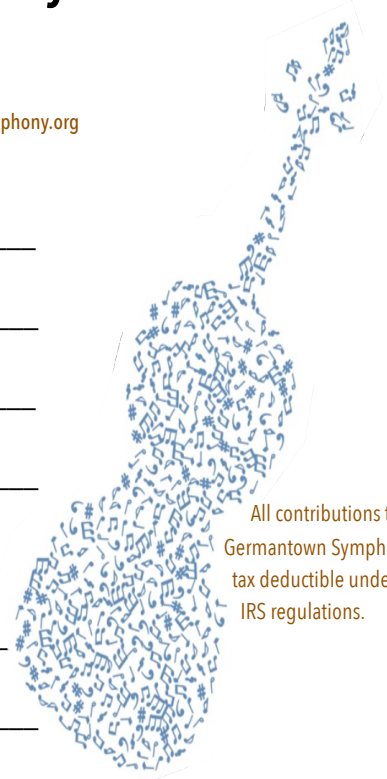 phony.org
All contributions t
Germantown Symph
tax deductible unde
IRS regulations.